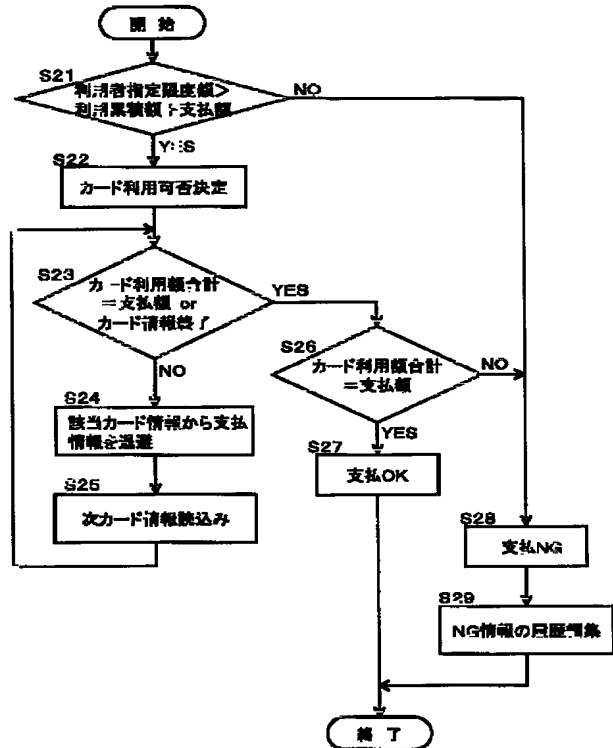 開始
S21
利用者指定限度額>
利用累積額+支払額
NO
YES
S22
カード利用可否決定
S23
カード利用額合計
=支払額 or
カード情報終了
YES
NO
S26
カード利用額合計
=支払額
NO
YES
S24
該当カード情報から支払
情報を退避
S27
支払OK
S25
次カード情報読込み
S28
支払NG
S29
NG情報の履歴編集
終了